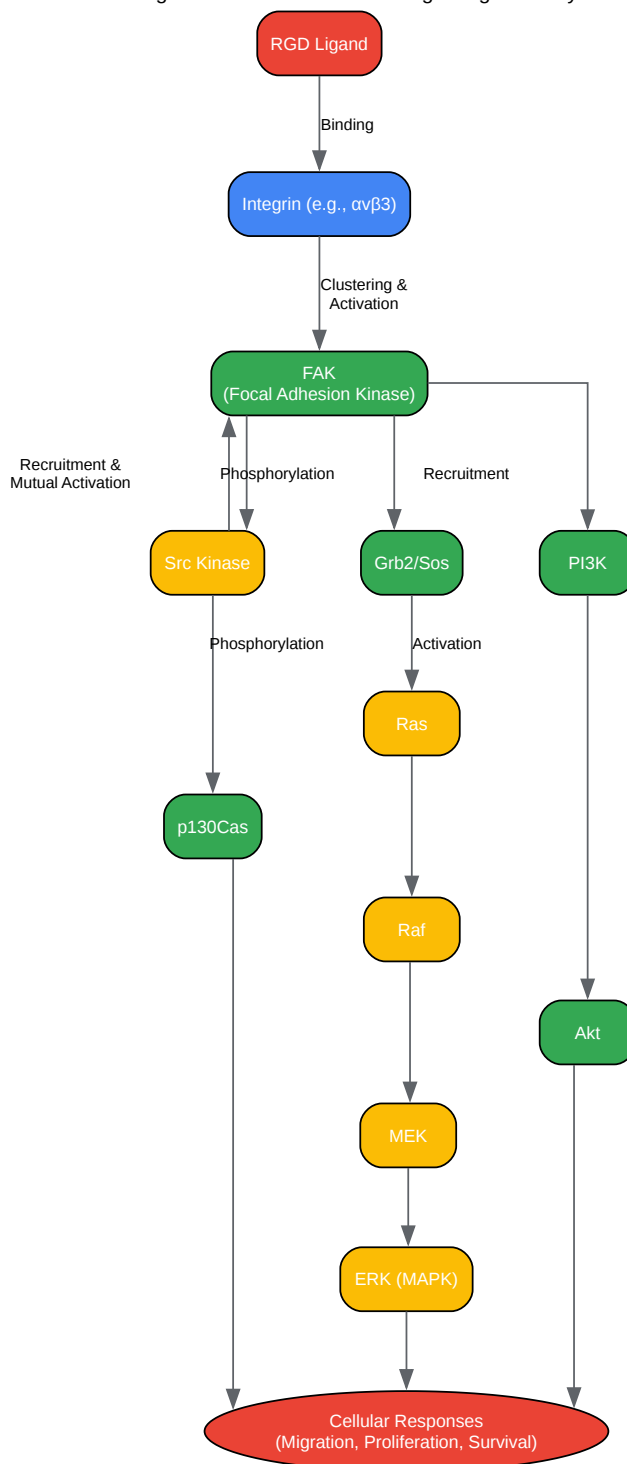 RGD Ligand
Binding
Integrin (e.g., αvβ3)
Clustering &
Activation
FAK
(Focal Adhesion Kinase)
Recruitment &
Mutual Activation
Phosphorylation
Recruitment
Src Kinase
Grb2/Sos
PI3K
Phosphorylation
Activation
Ras
p130Cas
Raf
Akt
MEK
ERK (MAPK)
Cellular Responses
(Migration, Proliferation, Survival)